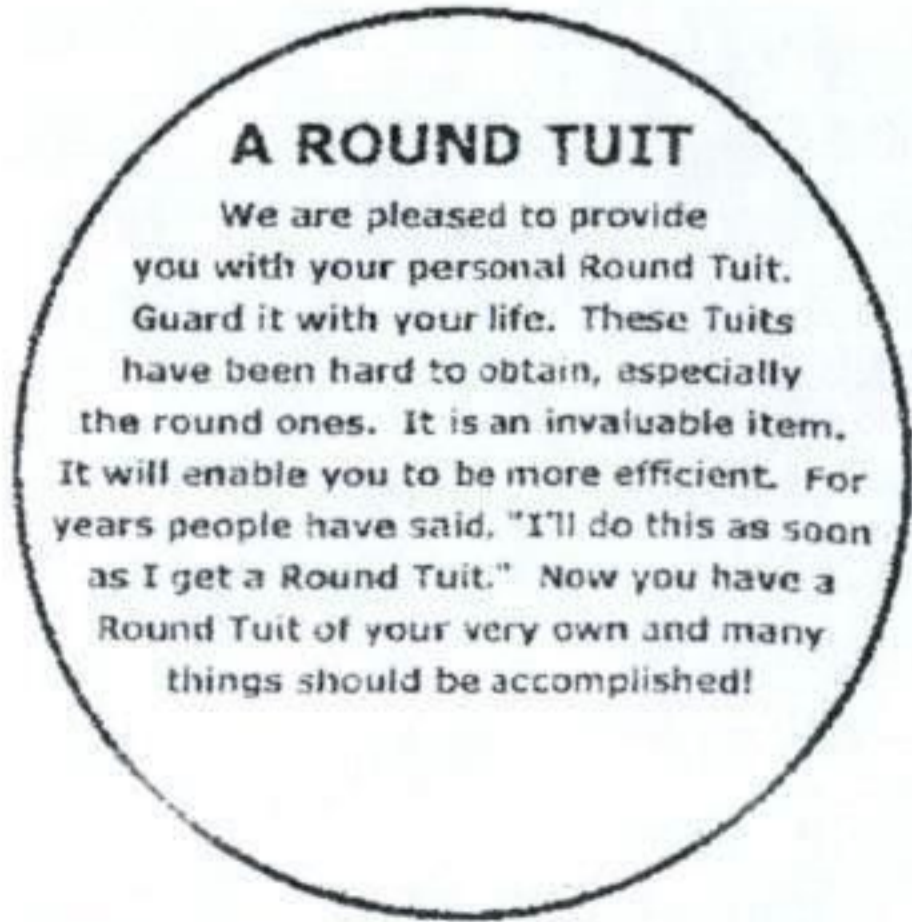 A ROUND TUIT
We are pleased to provide
you with your personal Round Tuit.
Guard it with your life. These Tuits
have been hard to obtain, especially
the round ones. It is an invaluable item.
It will enable you to be more efficient. For
years people have said, "I'll do this as soon
as I get a Round Tuit." Now you have a
Round Tuit of your very own and many
things should be accomplished!